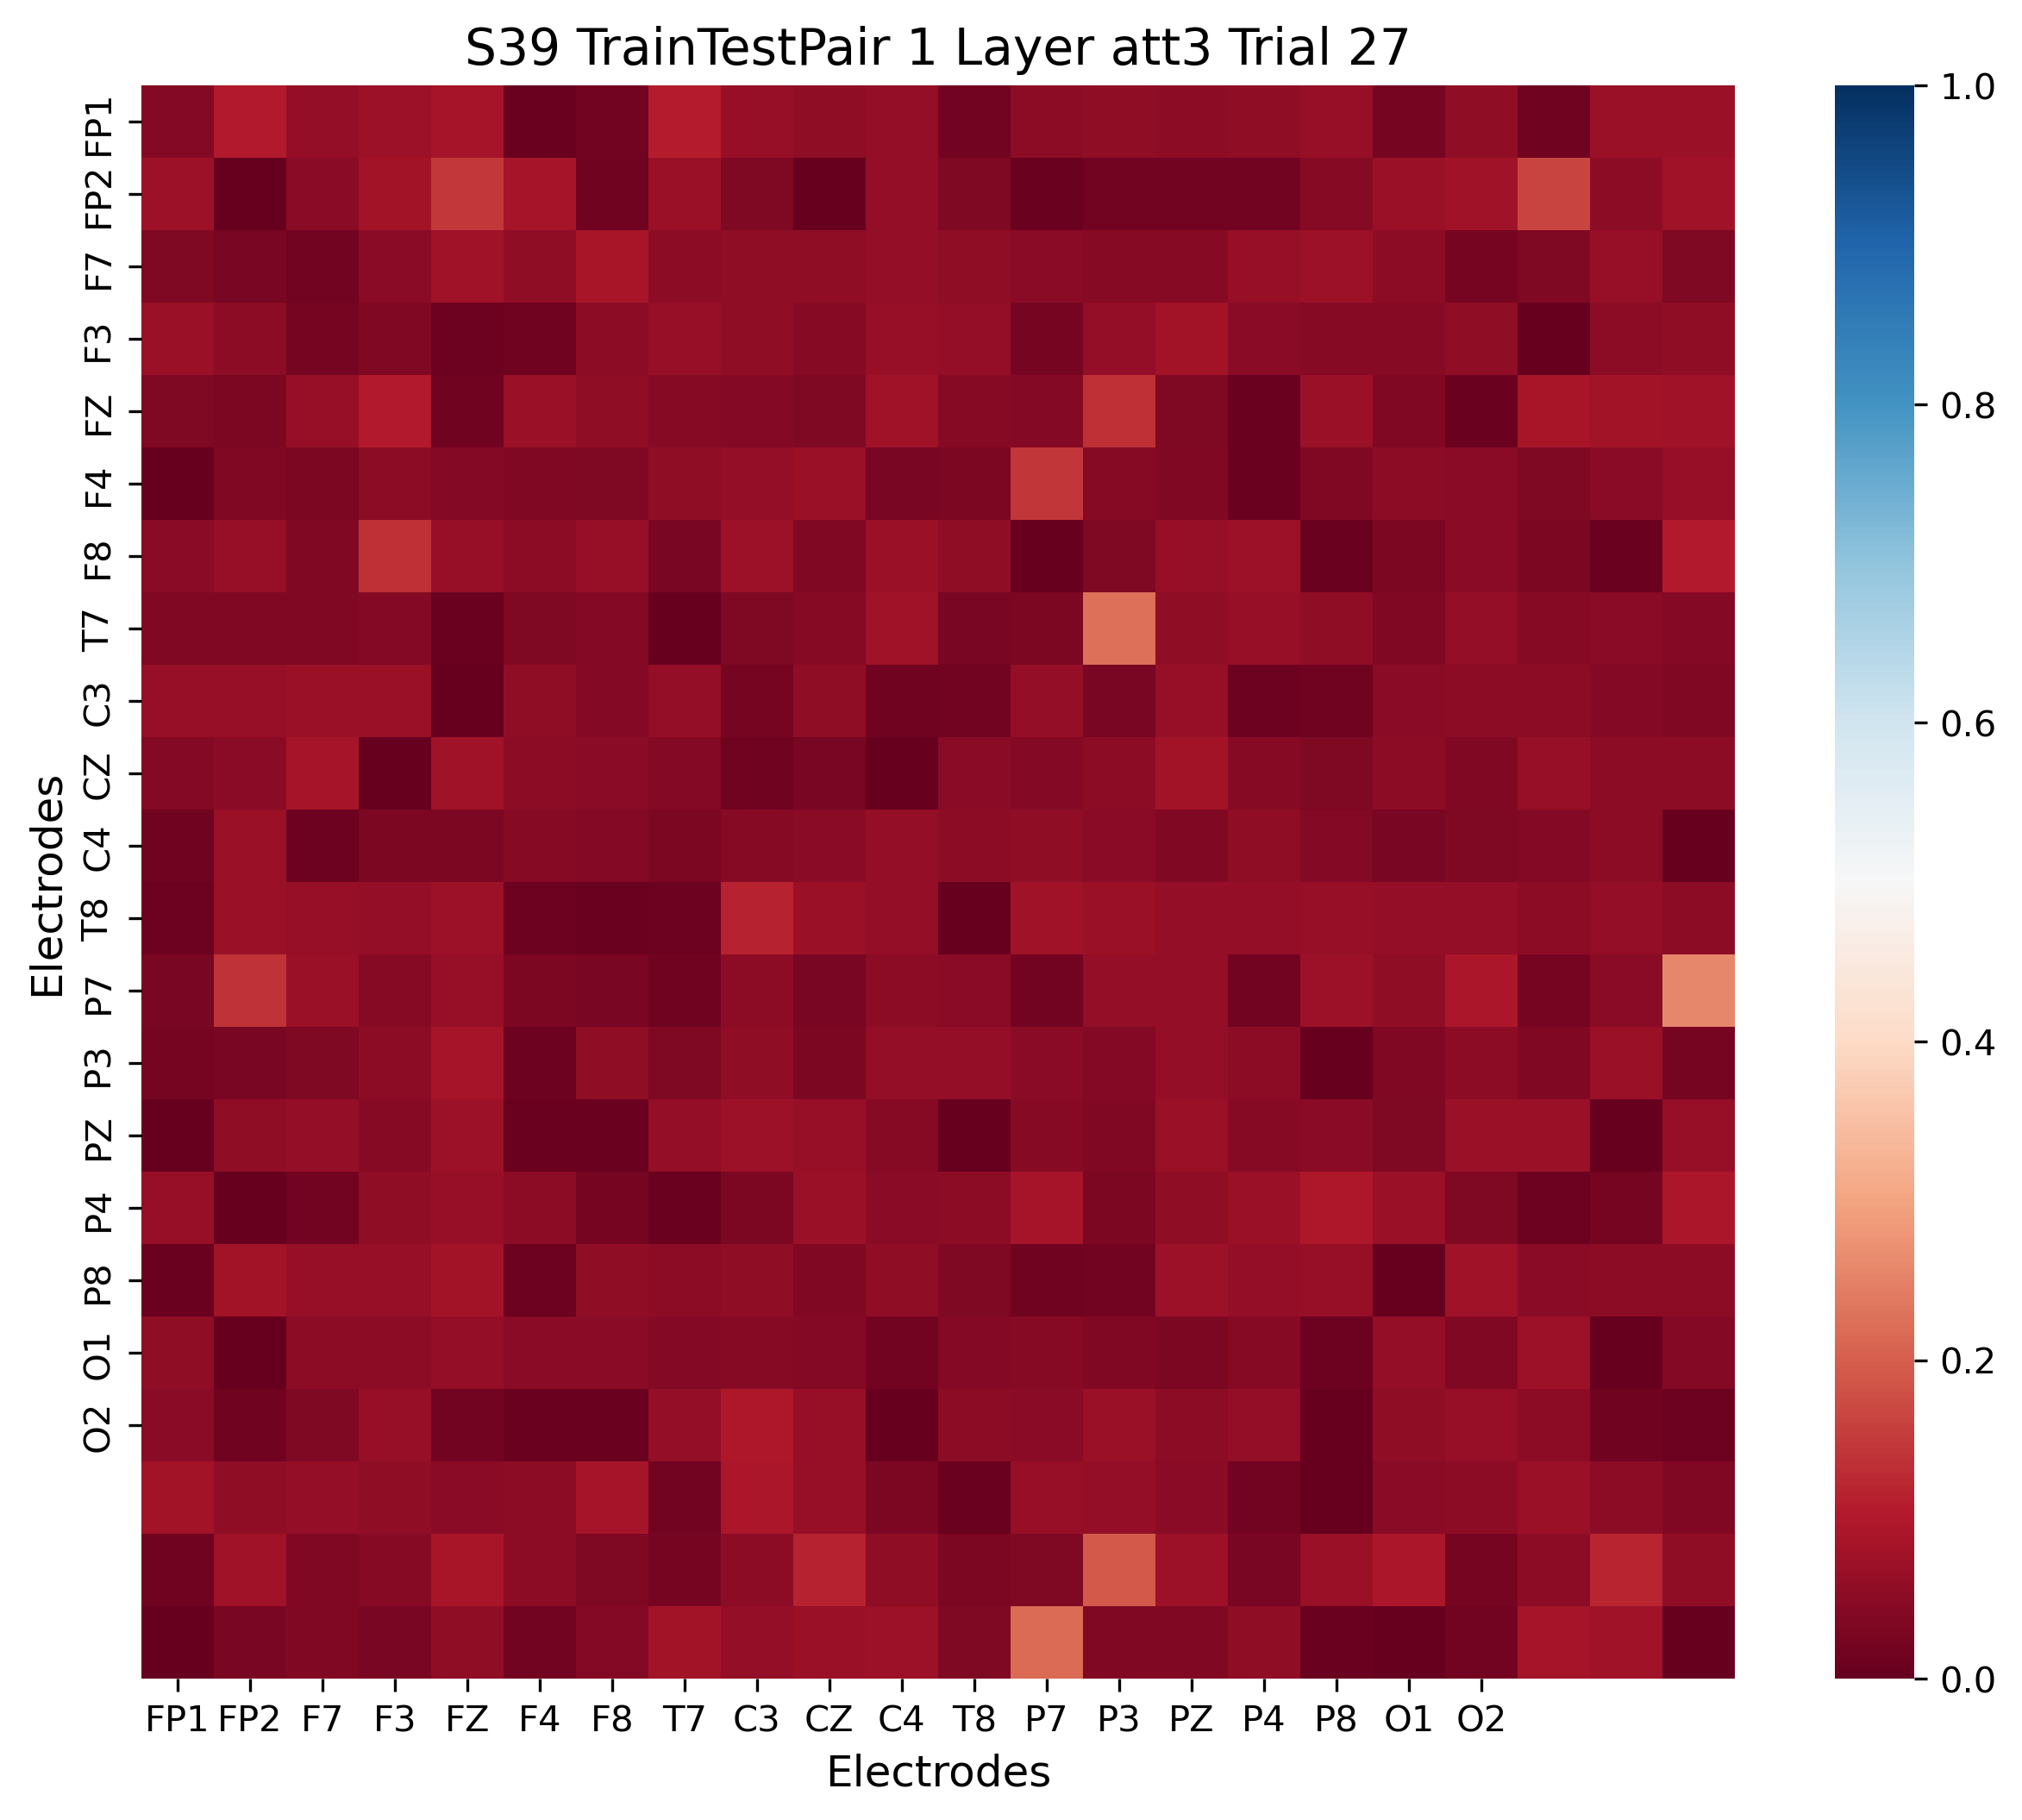 S39 TrainTestPair 1 Layer att3 Trial 27
Electrodes
FP1
FP2
F7
F3
FZ
F4
F8
T7
C3
CZ
C4
T8
P7
P3
PZ
P4
P8
O1
O2
FP1 FP2 F7 F3 FZ F4 F8 T7 C3 CZ C4 T8 P7 P3 PZ P4 P8 O1 O2
Electrodes
1.0
0.8
0.6
0.4
0.2
0.0